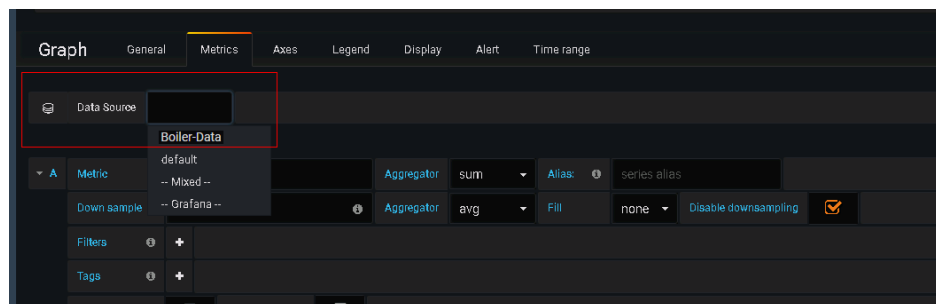 Graph General Metrics Axes Legend Display Alert Time range
Data Source
Boiler-Data
default
-- Mixed --
-- Grafana --
A Metric Aggregator sum Alias: series alias
Down sample Aggregator avg Fill none Disable downsampling
Filters
Tags